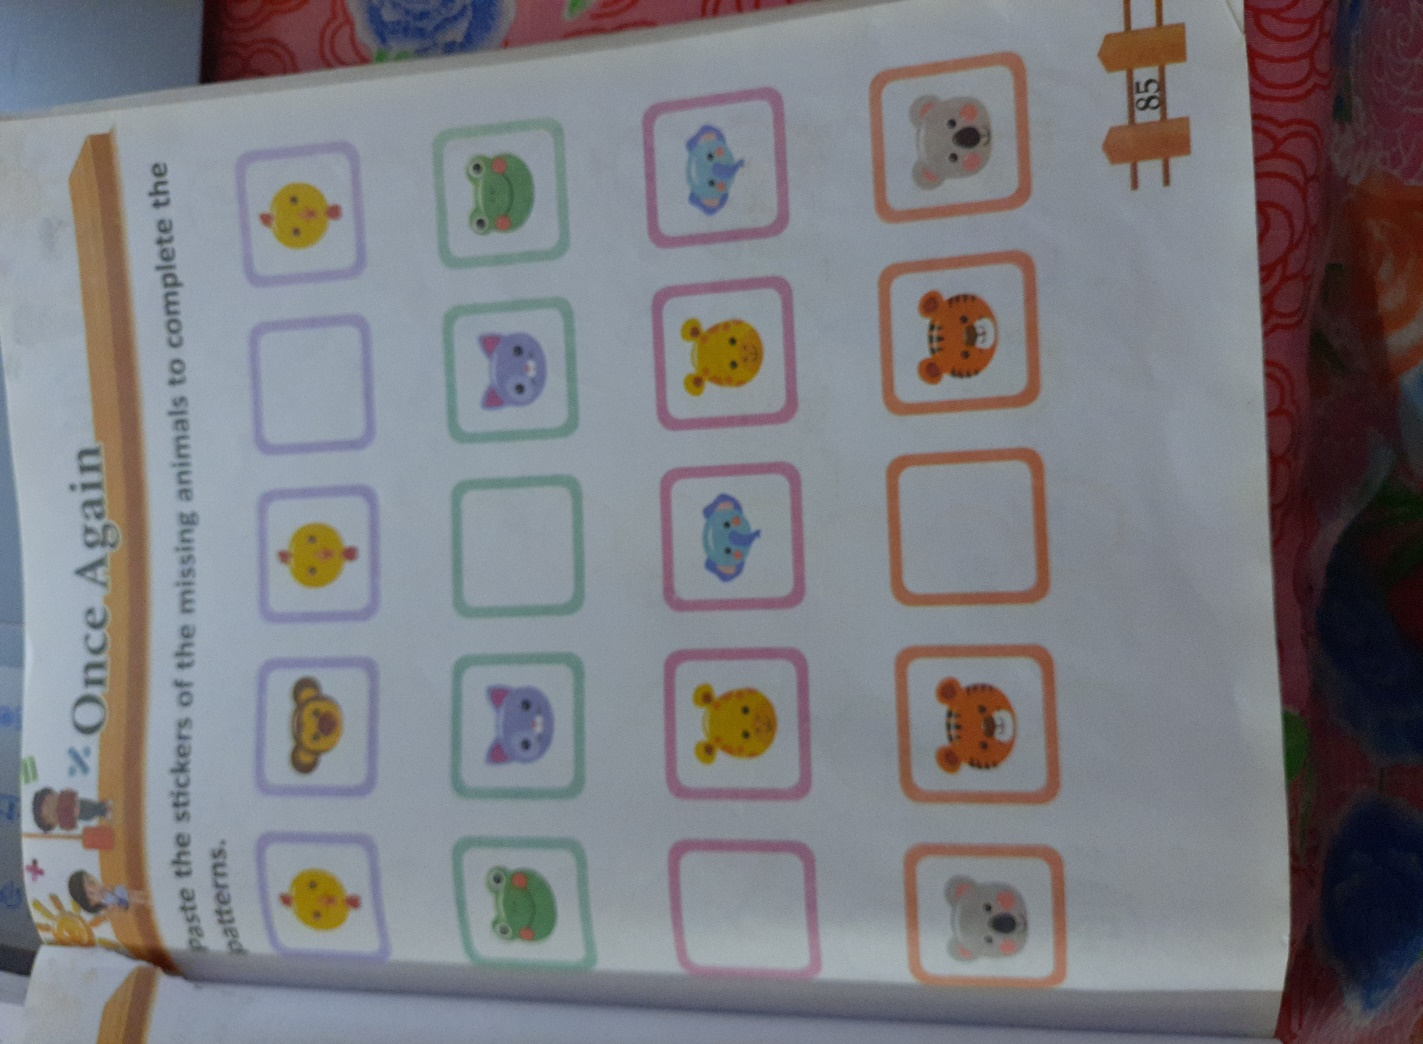 Once Again
paste the stickers of the missing animals to complete the
patterns.
85